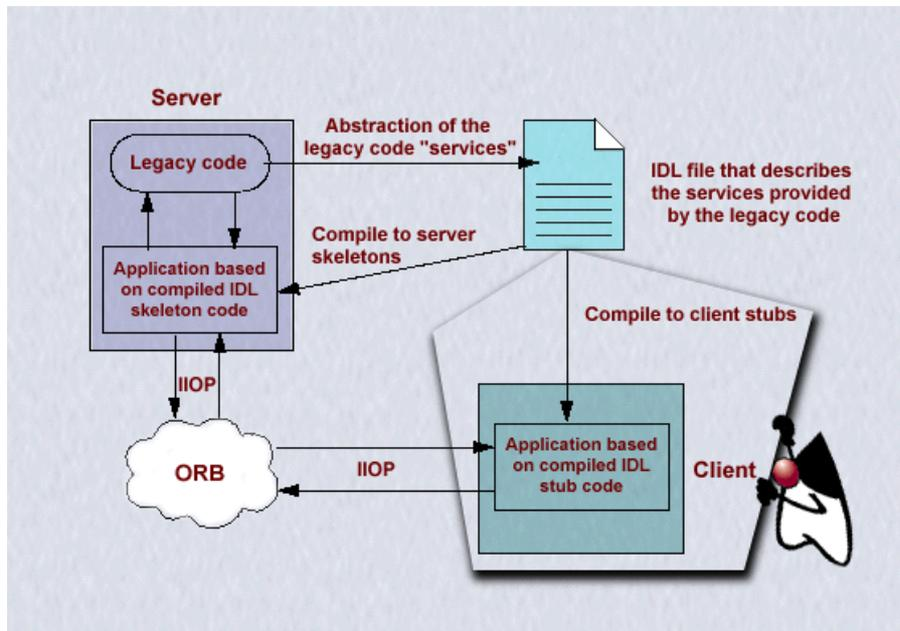 Server
Legacy code
Abstraction of the
legacy code "services"
IDL file that describes
the services provided
by the legacy code
Compile to server
skeletons
Application based
on compiled IDL
skeleton code
Compile to client stubs
IIOP
ORB
IIOP
Application based
on compiled IDL
stub code
Client